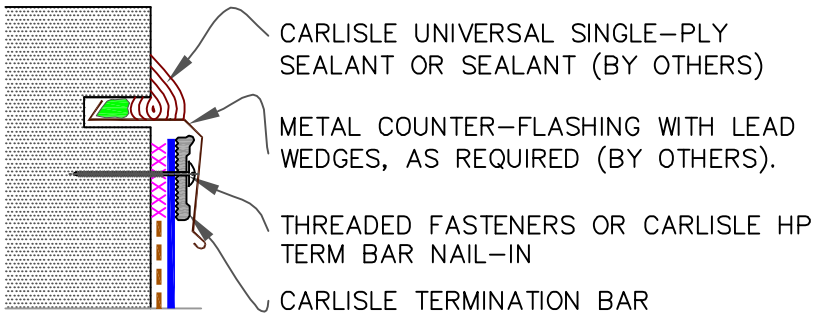 CARLISLE UNIVERSAL SINGLE-PLY
SEALANT OR SEALANT (BY OTHERS)
METAL COUNTER-FLASHING WITH LEAD
WEDGES, AS REQUIRED (BY OTHERS).
THREADED FASTENERS OR CARLISLE HP
TERM BAR NAIL-IN
CARLISLE TERMINATION BAR